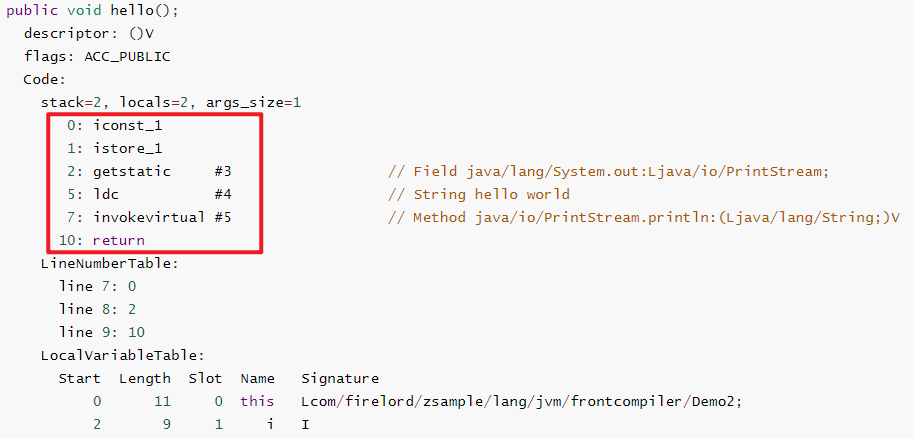 public void hello();
descriptor: ()V
flags: ACC_PUBLIC
Code:
stack=2, locals=2, args_size=1
0: iconst_1
1: istore_1
2: getstatic #3 // Field java/lang/System.out:Ljava/io/PrintStream;
5: ldc #4 // String hello world
7: invokevirtual #5 // Method java/io/PrintStream.println:(Ljava/lang/String;)V
10: return
LineNumberTable:
line 7: 0
line 8: 2
line 9: 10
LocalVariableTable:
Start Length Slot Name Signature
0 11 0 this Lcom/firelord/zsample/lang/jvm/frontcompiler/Demo2;
2 9 1 i I